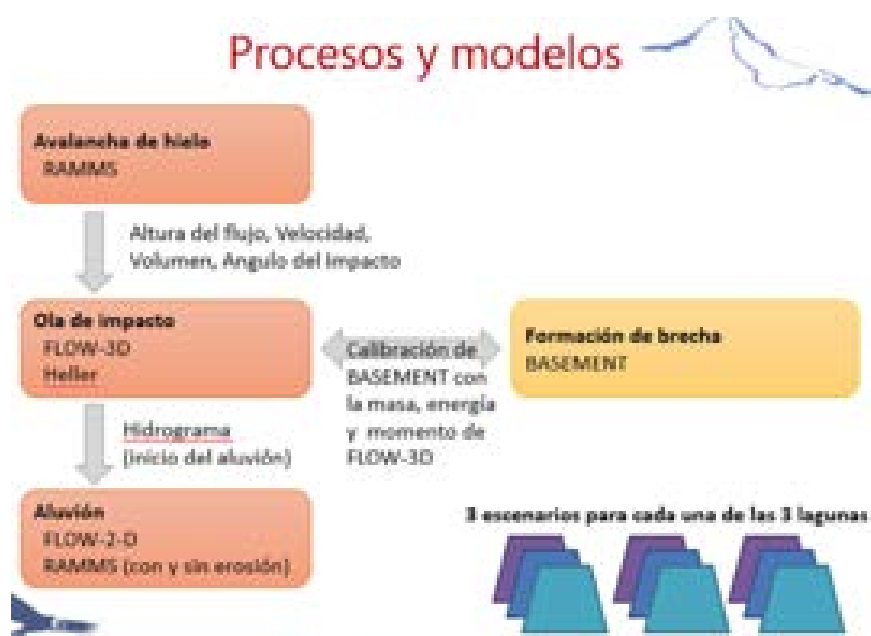 Procesos y modelos
Avalancha de hielo
RAMMS
Altura del flujo, Velocidad,
Volumen, Angulo del Impacto
Ola de impacto
FLOW-3D
Heller
Calibración de
BASEMENT con
la masa, energía
y momento de
FLOW-3D
Formación de brecha
BASEMENT
Hidrograma
(inicio del aluvión)
Aluvión
FLOW-2-D
RAMMS (con y sin erosión)
3 escenarios para cada una de las 3 lagunas